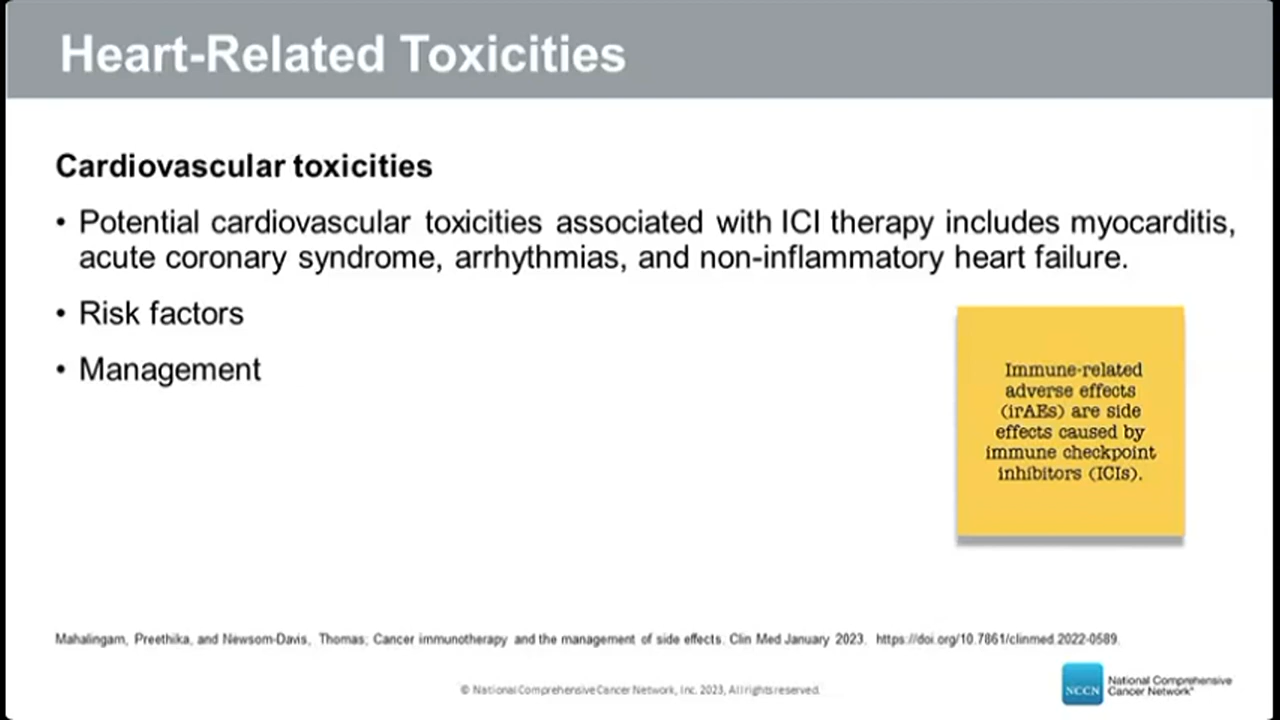 Heart-Related Toxicities
Cardiovascular toxicities
• Potential cardiovascular toxicities associated with ICI therapy includes myocarditis,
acute coronary syndrome, arrhythmias, and non-inflammatory heart failure.
• Risk factors
• Management
Immune-related
adverse effects
(irAEs) are side
effects caused by
immune checkpoint
inhibitors (ICIs).
Mahalingam, Preethika, and Newsom-Davis, Thomas; Cancer immunotherapy and the management of side effects. Clin Med January 2023. https://doi.org/10.7861/clinmed.2022-0589.
© National Comprehensive Cancer Network, Inc. 2023, All rights reserved.
NCCN
National Comprehensive
Cancer Network®